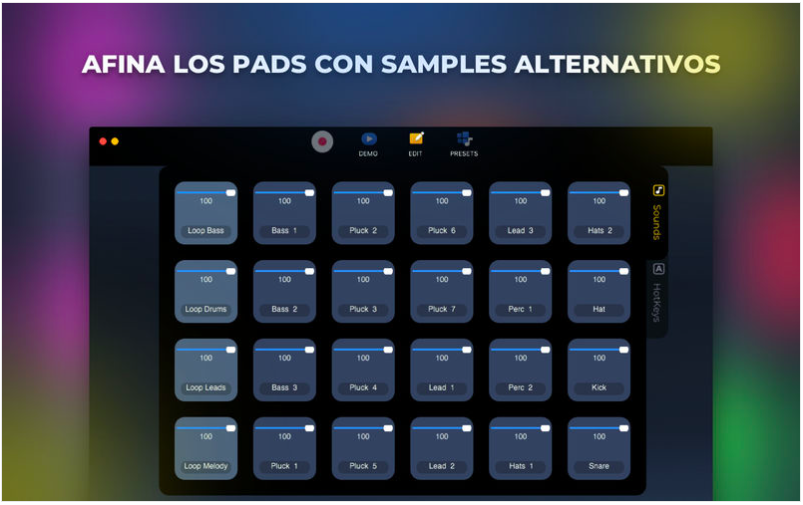 AFINA LOS PADS CON SAMPLES ALTERNATIVOS
DEMO EDIT PRESETS
100 100 100 100 100 100
Loop Bass Bass 1 Pluck 2 Pluck 6 Lead 3 Hats 2
Sounds
100 100 100 100 100 100
Loop Drums Bass 2 Pluck 3 Pluck 7 Perc 1 Hat
A HotKeys
100 100 100 100 100 100
Loop Leads Bass 3 Pluck 4 Lead 1 Perc 2 Kick
100 100 100 100 100 100
Loop Melody Pluck 1 Pluck 5 Lead 2 Hats 1 Snare